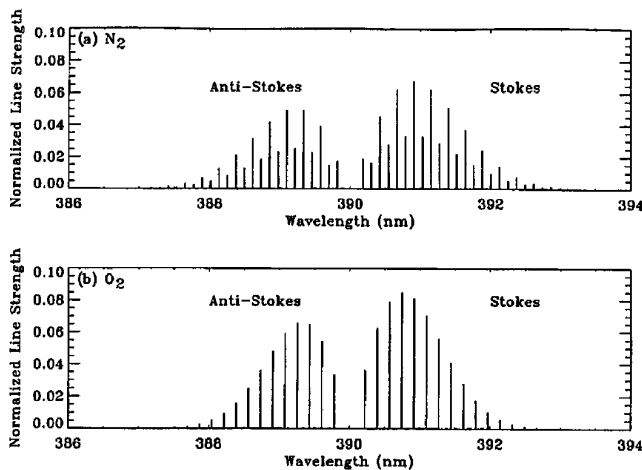 (a) N2
Anti-Stokes
Stokes
Normalized Line Strength
0.10
0.08
0.06
0.04
0.02
0.00
386
388
390
392
394
Wavelength (nm)
(b) O2
Anti-Stokes
Stokes
Normalized Line Strength
0.10
0.08
0.06
0.04
0.02
0.00
386
388
390
392
394
Wavelength (nm)